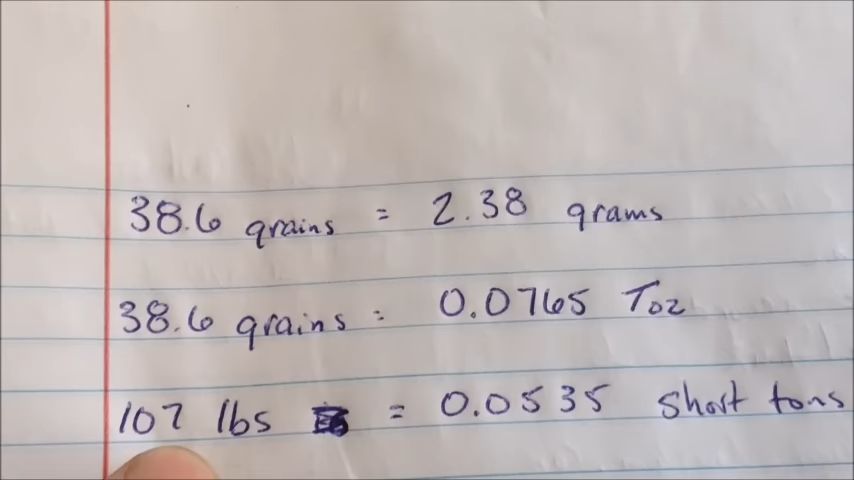 38.6 grains = 2.38 grams
38.6 grains = 0.0765 Toz
107 lbs = 0.0535 short tons